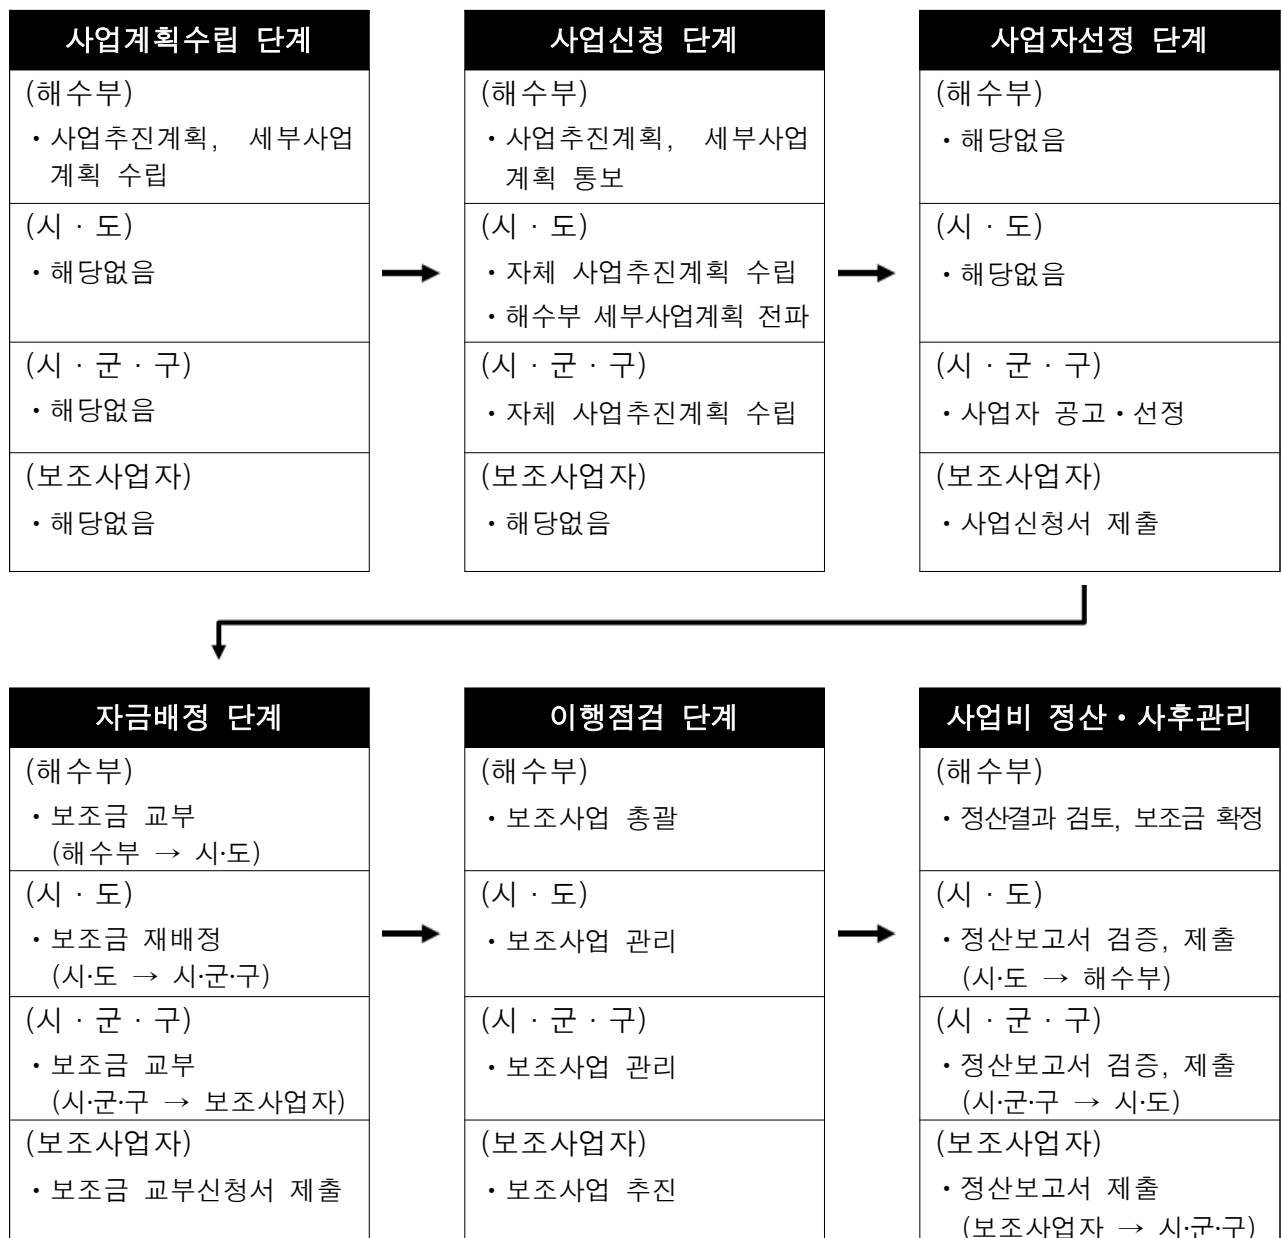 사업계획수립 단계
(해수부)
・사업추진계획, 세부사업
계획 수립
(시 · 도)
・해당없음
(시 · 군 · 구)
・해당없음
(보조사업자)
・해당없음
사업신청 단계
(해수부)
・사업추진계획, 세부사업
계획 통보
(시 · 도)
・자체 사업추진계획 수립
・해수부 세부사업계획 전파
(시 · 군 · 구)
・자체 사업추진계획 수립
(보조사업자)
・해당없음
사업자선정 단계
(해수부)
・해당없음
(시 · 도)
・해당없음
(시 · 군 · 구)
・사업자 공고・선정
(보조사업자)
・사업신청서 제출
자금배정 단계
(해수부)
・보조금 교부
(해수부 → 시·도)
(시 · 도)
・보조금 재배정
(시·도 → 시·군·구)
(시 · 군 · 구)
・보조금 교부
(시·군·구 → 보조사업자)
(보조사업자)
・보조금 교부신청서 제출
이행점검 단계
(해수부)
・보조사업 총괄
(시 · 도)
・보조사업 관리
(시 · 군 · 구)
・보조사업 관리
(보조사업자)
・보조사업 추진
사업비 정산・사후관리
(해수부)
・정산결과 검토, 보조금 확정
(시 · 도)
・정산보고서 검증, 제출
(시·도 → 해수부)
(시 · 군 · 구)
・정산보고서 검증, 제출
(시·군·구 → 시·도)
(보조사업자)
・정산보고서 제출
(보조사업자 → 시·군·구)